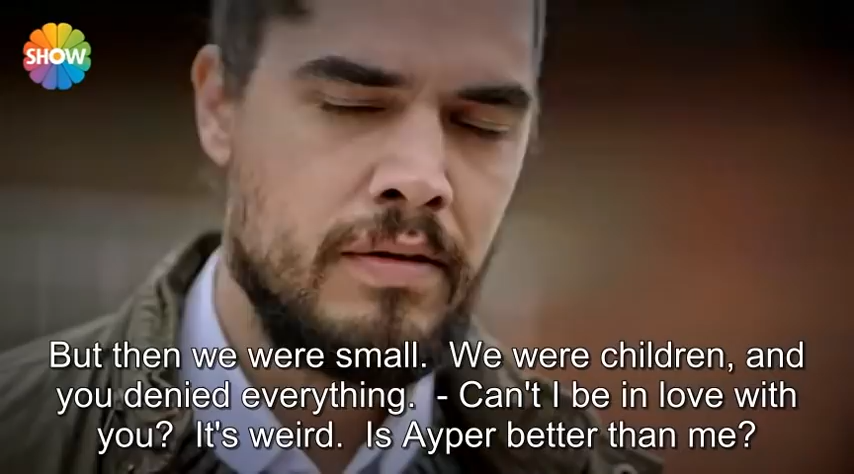 SHOW
But then we were small.  We were children, and
you denied everything.  - Can't I be in love with
you?  It's weird.  Is Ayper better than me?